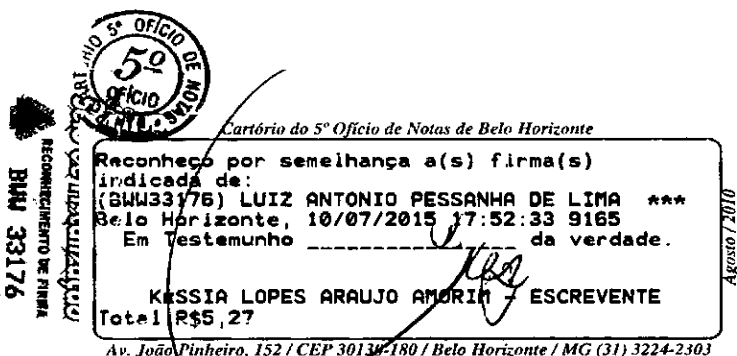 5º OFÍCIO DE NOTAS
5º
OFÍCIO
Cartório do 5º Ofício de Notas de Belo Horizonte
Reconheço por semelhança a(s) firma(s)
indicada de:
(BWW33176) LUIZ ANTONIO PESSANHA DE LIMA ***
Belo Horizonte, 10/07/2015 17:52:33 9165
Em Testemunho ________________ da verdade.
KESSIA LOPES ARAUJO AMORIM - ESCREVENTE
Total R$5,27
Av. João Pinheiro, 152 / CEP 30130-180 / Belo Horizonte / MG (31) 3224-2303
RECONHECIMENTO DE FIRMA
BWW 33176
Agosto / 2010